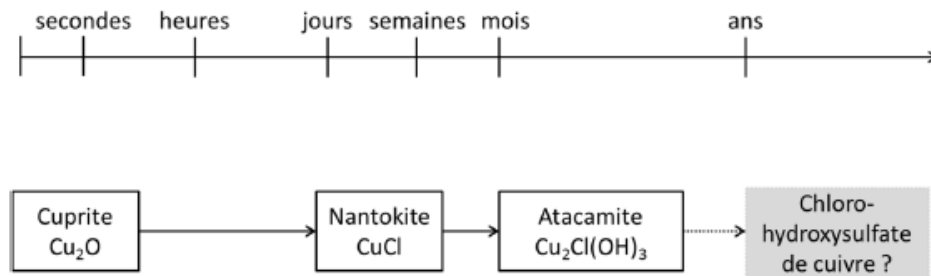 secondes heures jours semaines mois ans
Cuprite
Cu₂O
Nantokite
CuCl
Atacamite
Cu₂Cl(OH)₃
Chloro-
hydroxysulfate
de cuivre ?